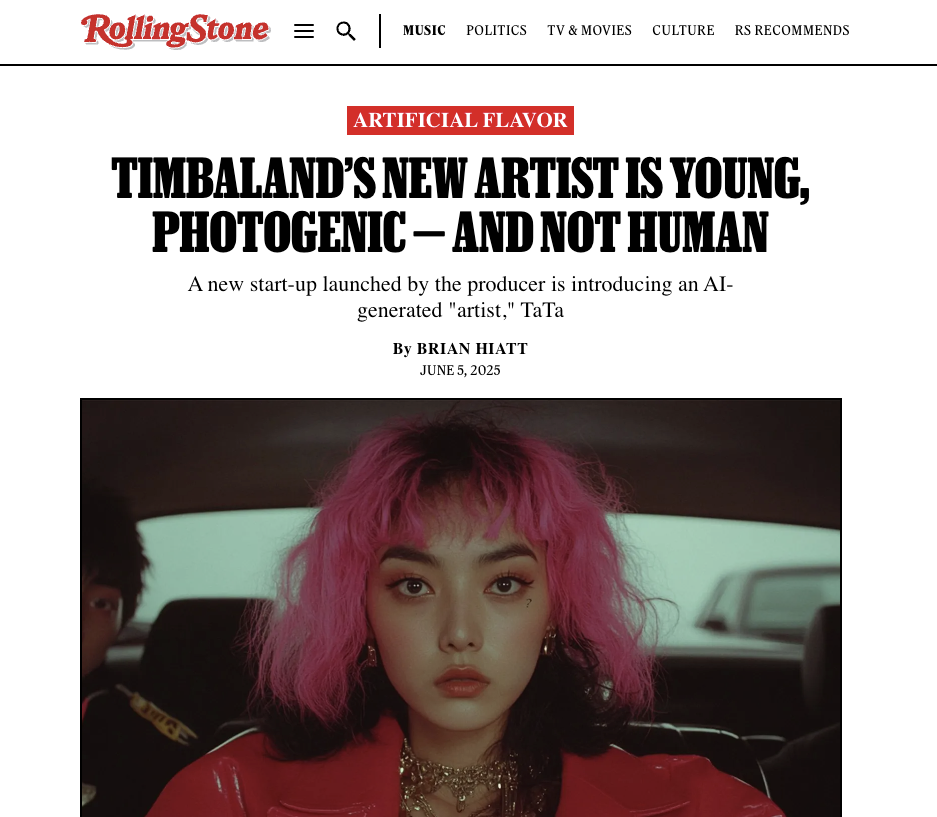 RollingStone
MUSIC POLITICS TV & MOVIES CULTURE RS RECOMMENDS
ARTIFICIAL FLAVOR
TIMBALAND’S NEW ARTIST IS YOUNG,
PHOTOGENIC — AND NOT HUMAN
A new start-up launched by the producer is introducing an AI-
generated "artist," TaTa
By BRIAN HIATT
JUNE 5, 2025